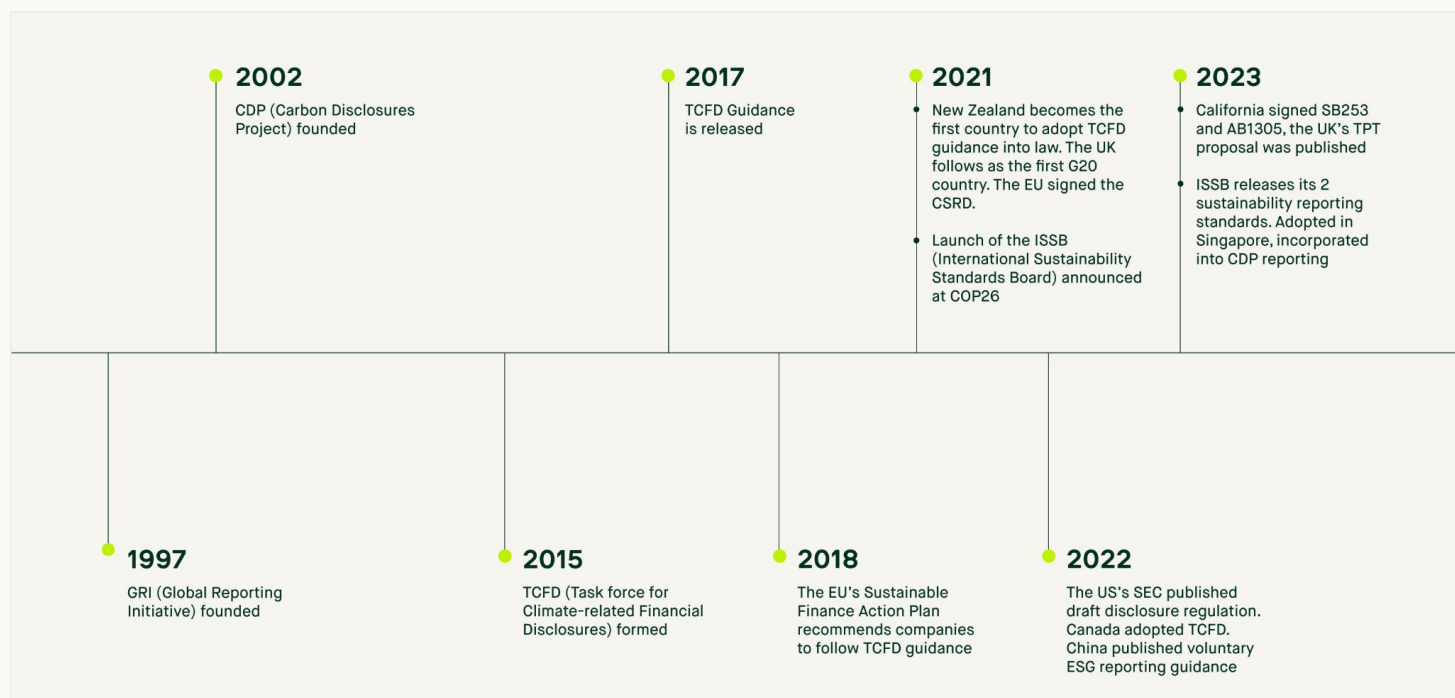 2002
CDP (Carbon Disclosures
Project) founded
2017
TCFD Guidance
is released
2021
New Zealand becomes the
first country to adopt TCFD
guidance into law. The UK
follows as the first G20
country. The EU signed the
CSRD.
Launch of the ISSB
(International Sustainability
Standards Board) announced
at COP26
2023
California signed SB253
and AB1305, the UK's TPT
proposal was published
ISSB releases its 2
sustainability reporting
standards. Adopted in
Singapore, incorporated
into CDP reporting
1997
GRI (Global Reporting
Initiative) founded
2015
TCFD (Task force for
Climate-related Financial
Disclosures) formed
2018
The EU's Sustainable
Finance Action Plan
recommends companies
to follow TCFD guidance
2022
The US's SEC published
draft disclosure regulation.
Canada adopted TCFD.
China published voluntary
ESG reporting guidance